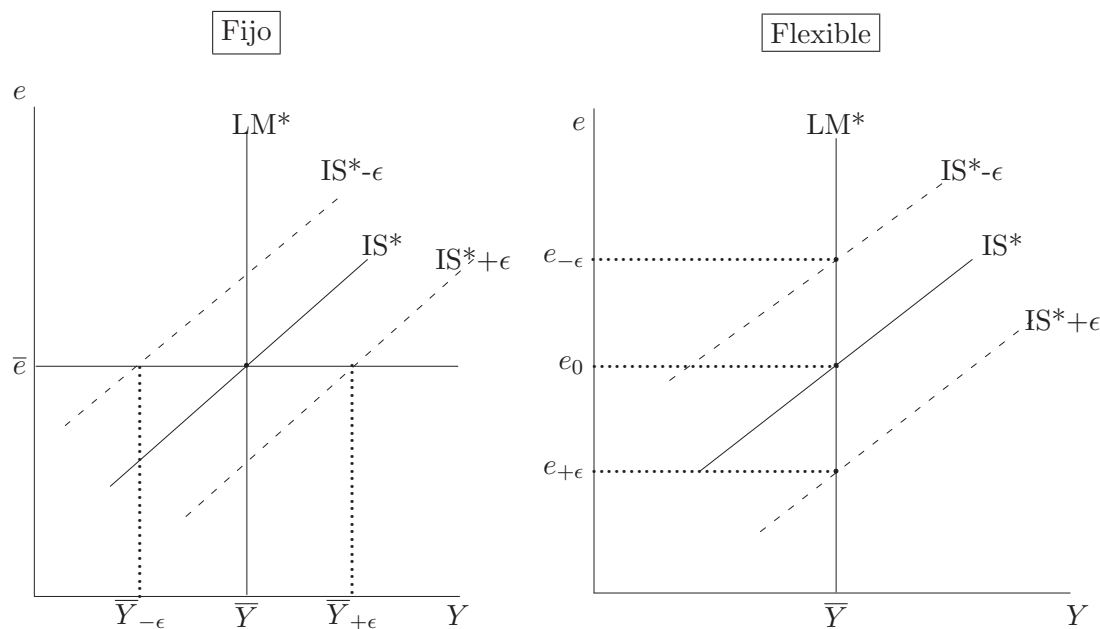 Fijo
e
LM*
IS*-ϵ
IS*
IS*+ϵ
e̅
Y̅₋ϵ
Y̅
Y̅₊ϵ
Y
Flexible
e
LM*
IS*-ϵ
IS*
IS*+ϵ
e₋ϵ
e₀
e₊ϵ
Y̅
Y